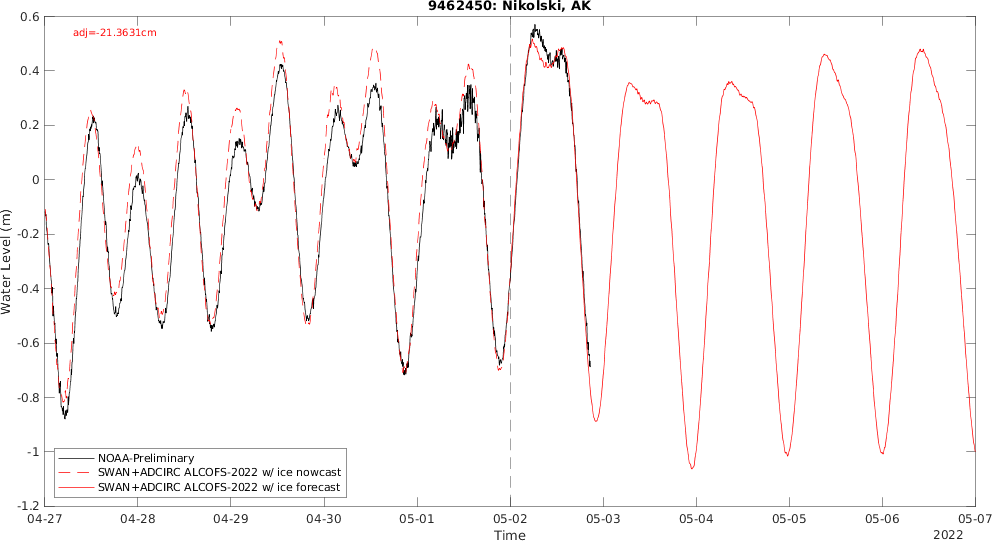 9462450: Nikolski, AK
adj=-21.3631cm
0.6
0.4
0.2
0
-0.2
-0.4
-0.6
-0.8
-1
-1.2
Water Level (m)
NOAA-Preliminary
SWAN+ADCIRC ALCOFS-2022 w/ ice nowcast
SWAN+ADCIRC ALCOFS-2022 w/ ice forecast
04-27 04-28 04-29 04-30 05-01 05-02 05-03 05-04 05-05 05-06 05-07
Time
2022